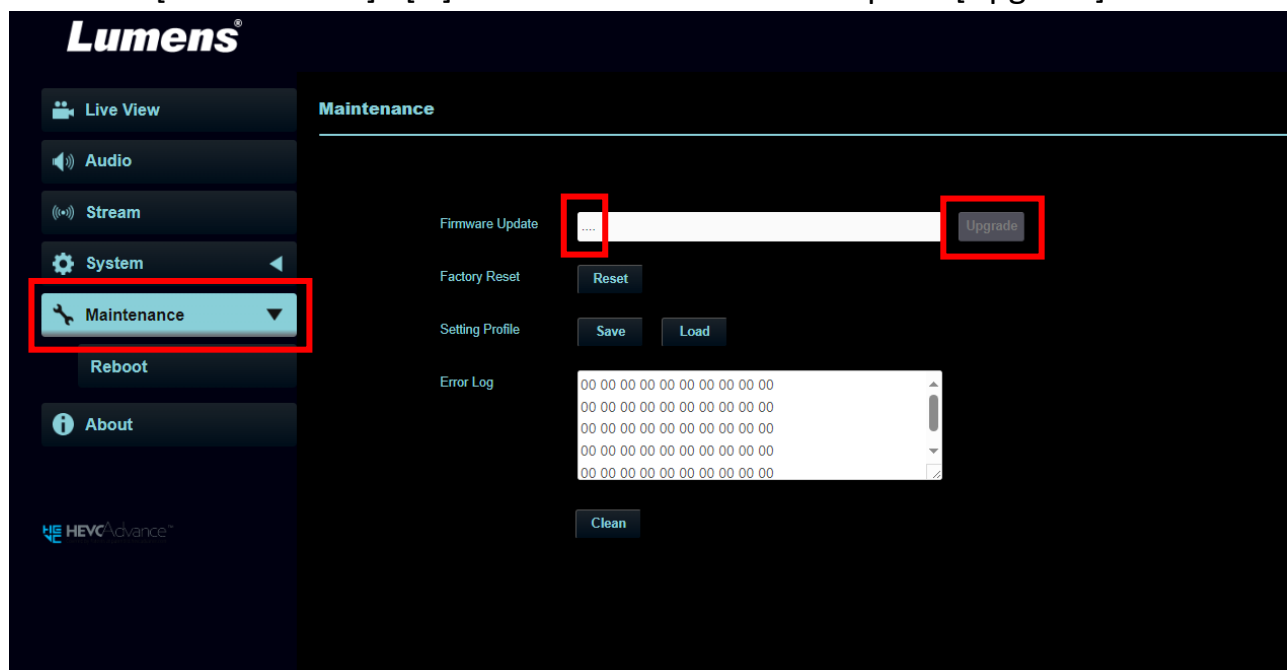 Lumens®
Live View
Maintenance
Audio
Stream
Firmware Update .... Upgrade
System
Factory Reset Reset
Maintenance
Setting Profile Save Load
Reboot
Error Log
00 00 00 00 00 00 00 00 00 00
00 00 00 00 00 00 00 00 00 00
00 00 00 00 00 00 00 00 00 00
00 00 00 00 00 00 00 00 00 00
00 00 00 00 00 00 00 00 00 00
About
Clean
HEVCAdvance™